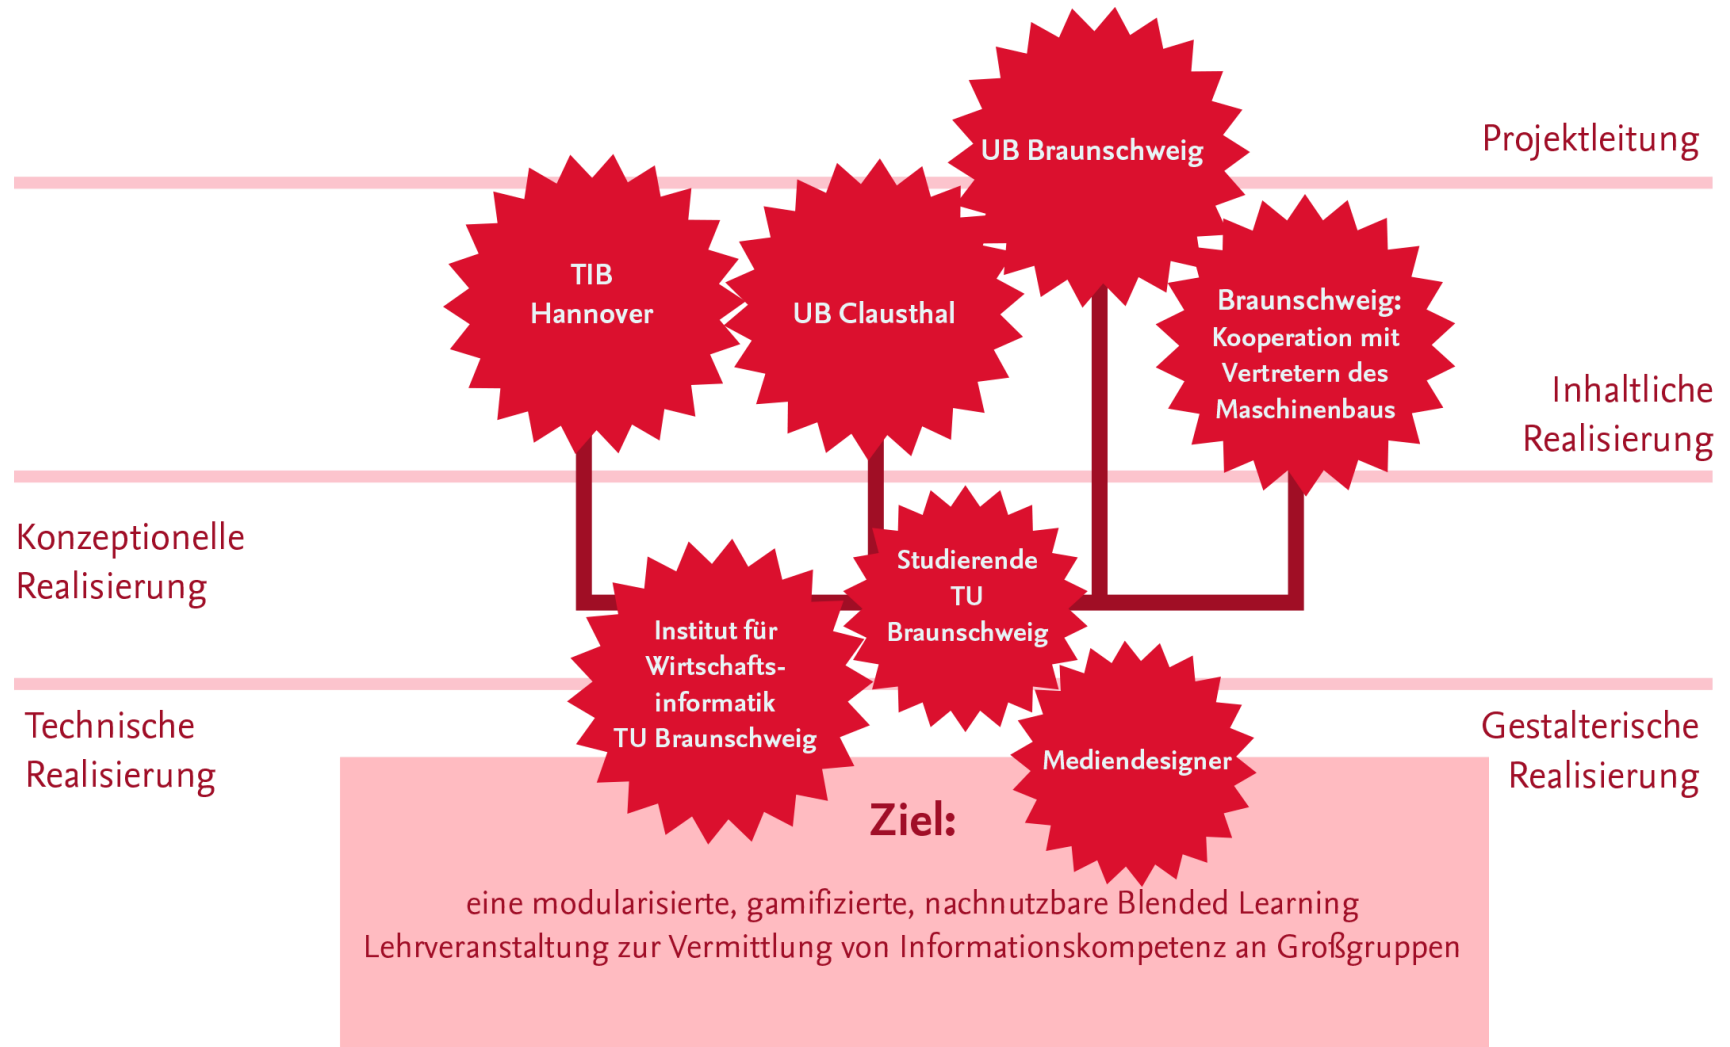 UB Braunschweig
Projektleitung
TIB
Hannover
UB Clausthal
Braunschweig:
Kooperation mit
Vertretern des
Maschinenbaus
Inhaltliche
Realisierung
Konzeptionelle
Realisierung
Studierende
TU
Braunschweig
Institut für
Wirtschafts-
informatik
TU Braunschweig
Technische
Realisierung
Mediendesigner
Gestalterische
Realisierung
Ziel:
eine modularisierte, gamifizierte, nachnutzbare Blended Learning
Lehrveranstaltung zur Vermittlung von Informationskompetenz an Großgruppen